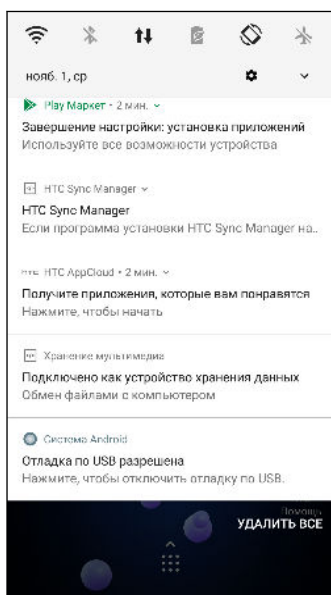 нояб. 1, ср
Play Маркет • 2 мин.
Завершение настройки: установка приложений
Используйте все возможности устройства
HTC Sync Manager
HTC Sync Manager
Если программа установки HTC Sync Manager на..
HTC AppCloud • 2 мин.
Получите приложения, которые вам понравятся
Нажмите, чтобы начать
Хранение мультимедиа
Подключено как устройство хранения данных
Обмен файлами с компьютером
Система Android
Отладка по USB разрешена
Нажмите, чтобы отключить отладку по USB.
Помощь
УДАЛИТЬ ВСЕ